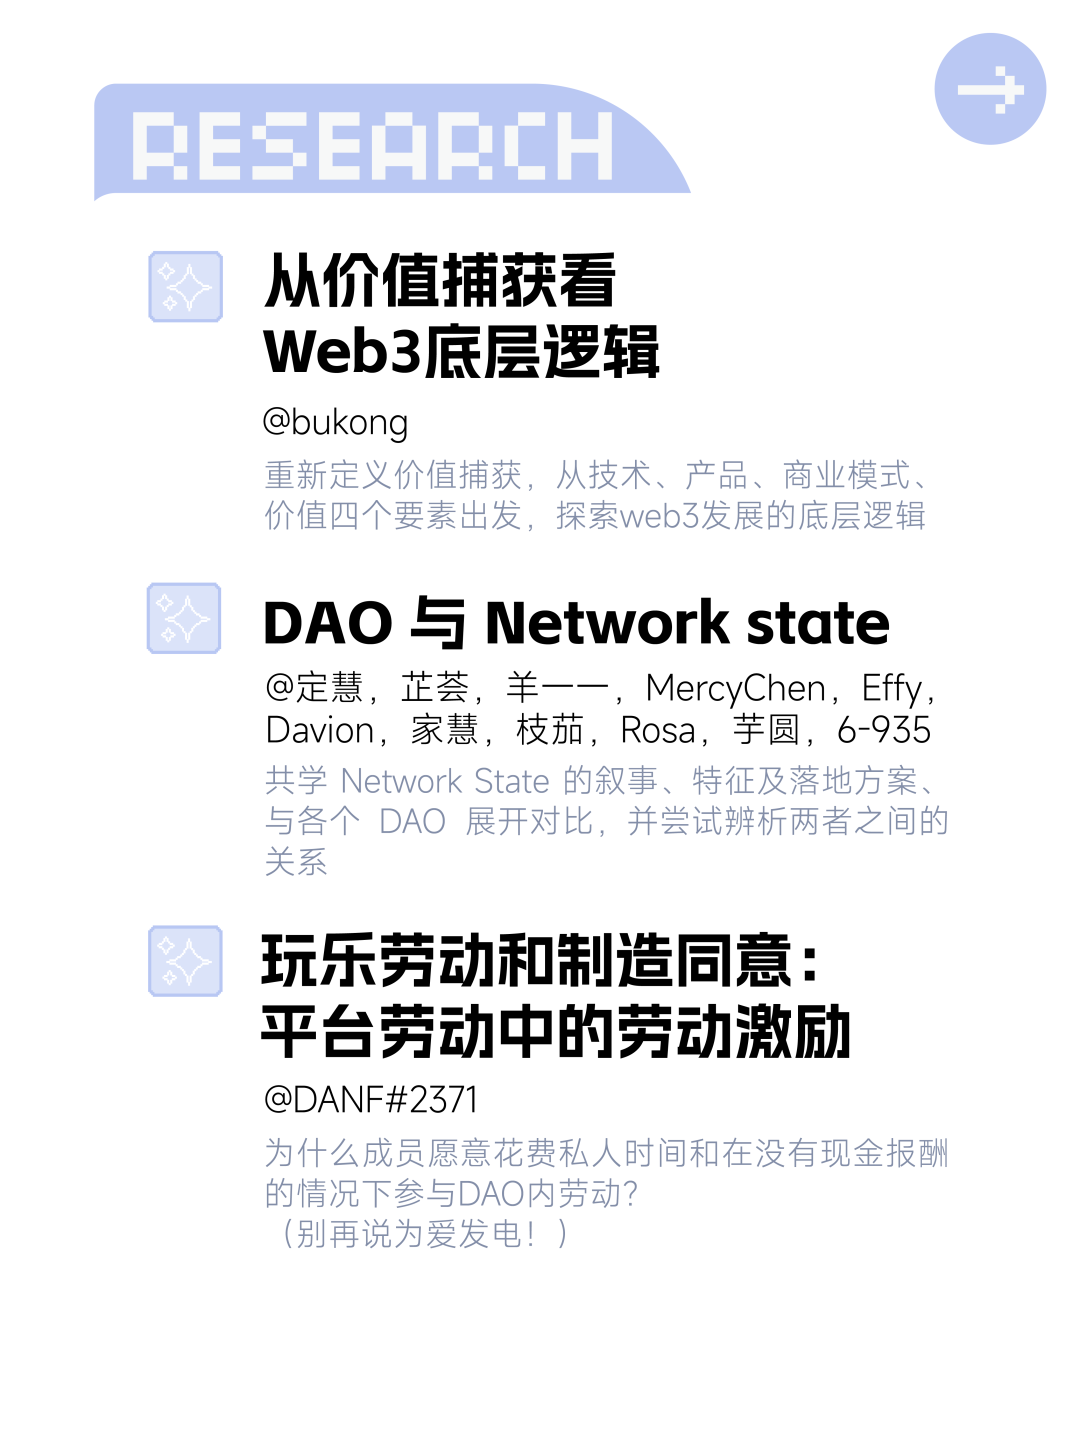 RESEARCH
从价值捕获看
Web3底层逻辑
@bukong
重新定义价值捕获，从技术、产品、商业模式、
价值四个要素出发，探索web3发展的底层逻辑
DAO 与 Network state
@定慧，芷荟，羊一一，MercyChen，Effy，
Davion，家慧，枝茄，Rosa，芋圆，6-935
共学 Network State 的叙事、特征及落地方案、
与各个 DAO 展开对比，并尝试辨析两者之间的
关系
玩乐劳动和制造同意：
平台劳动中的劳动激励
@DANF#2371
为什么成员愿意花费私人时间和在没有现金报酬
的情况下参与DAO内劳动？
（别再说为爱发电！）